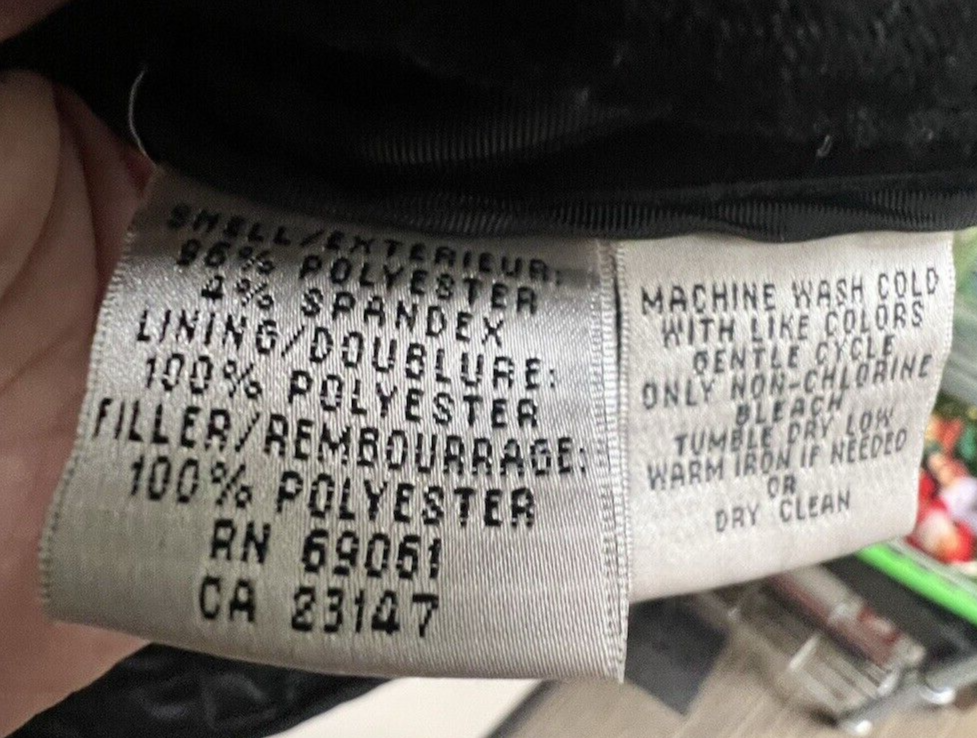 SHELL/EXTERIEUR:
96% POLYESTER
4% SPANDEX
LINING/DOUBLURE:
100% POLYESTER
FILLER/REMBOURRAGE:
100% POLYESTER
RN 69061
CA 23147
MACHINE WASH COLD
WITH LIKE COLORS
GENTLE CYCLE
ONLY NON-CHLORINE
BLEACH
TUMBLE DRY LOW
WARM IRON IF NEEDED
OR
DRY CLEAN